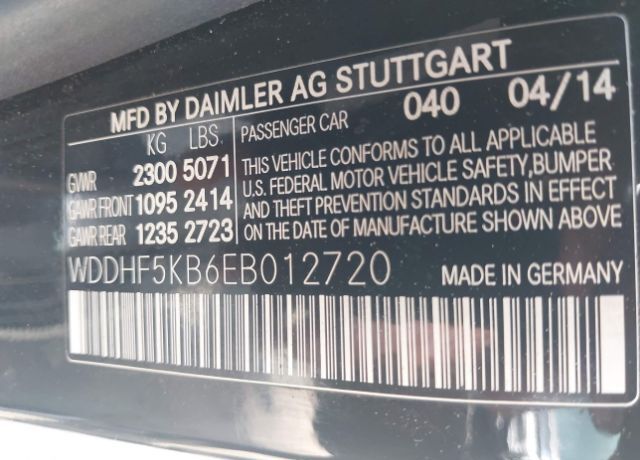 MFD BY DAIMLER AG STUTTGART
KG LBS PASSENGER CAR 040 04/14
GVWR 2300 5071
GAWR FRONT 1095 2414
GAWR REAR 1235 2723
THIS VEHICLE CONFORMS TO ALL APPLICABLE
U.S. FEDERAL MOTOR VEHICLE SAFETY,BUMPER
AND THEFT PREVENTION STANDARDS IN EFFECT
ON THE DATE OF MANUFACTURE SHOWN ABOVE
WDDHF5KB6EB012720 MADE IN GERMANY